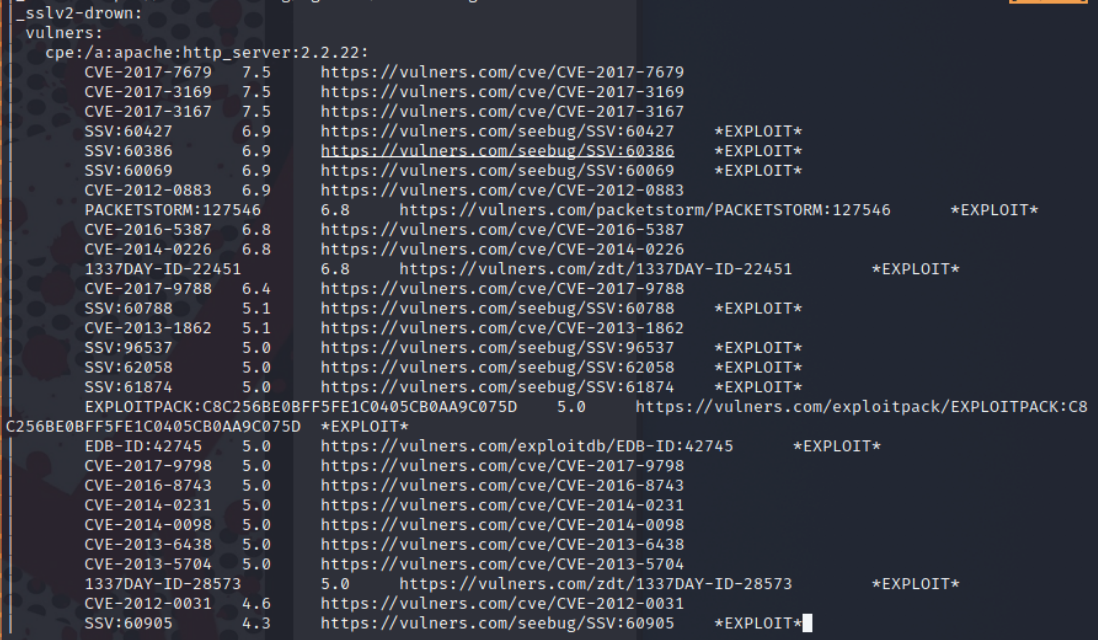 |_sslv2-drown:
| vulners:
|   cpe:/a:apache:http_server:2.2.22:
|       CVE-2017-7679   7.5     https://vulners.com/cve/CVE-2017-7679
|       CVE-2017-3169   7.5     https://vulners.com/cve/CVE-2017-3169
|       CVE-2017-3167   7.5     https://vulners.com/cve/CVE-2017-3167
|       SSV:60427       6.9     https://vulners.com/seebug/SSV:60427    *EXPLOIT*
|       SSV:60386       6.9     https://vulners.com/seebug/SSV:60386    *EXPLOIT*
|       SSV:60069       6.9     https://vulners.com/seebug/SSV:60069    *EXPLOIT*
|       CVE-2012-0883   6.9     https://vulners.com/cve/CVE-2012-0883
|       PACKETSTORM:127546      6.8     https://vulners.com/packetstorm/PACKETSTORM:127546      *EXPLOIT*
|       CVE-2016-5387   6.8     https://vulners.com/cve/CVE-2016-5387
|       CVE-2014-0226   6.8     https://vulners.com/cve/CVE-2014-0226
|       1337DAY-ID-22451        6.8     https://vulners.com/zdt/1337DAY-ID-22451        *EXPLOIT*
|       CVE-2017-9788   6.4     https://vulners.com/cve/CVE-2017-9788
|       SSV:60788       5.1     https://vulners.com/seebug/SSV:60788    *EXPLOIT*
|       CVE-2013-1862   5.1     https://vulners.com/cve/CVE-2013-1862
|       SSV:96537       5.0     https://vulners.com/seebug/SSV:96537    *EXPLOIT*
|       SSV:62058       5.0     https://vulners.com/seebug/SSV:62058    *EXPLOIT*
|       SSV:61874       5.0     https://vulners.com/seebug/SSV:61874    *EXPLOIT*
|       EXPLOITPACK:C8C256BE0BFF5FE1C0405CB0AA9C075D    5.0     https://vulners.com/exploitpack/EXPLOITPACK:C8
C256BE0BFF5FE1C0405CB0AA9C075D  *EXPLOIT*
|       EDB-ID:42745    5.0     https://vulners.com/exploitdb/EDB-ID:42745      *EXPLOIT*
|       CVE-2017-9798   5.0     https://vulners.com/cve/CVE-2017-9798
|       CVE-2016-8743   5.0     https://vulners.com/cve/CVE-2016-8743
|       CVE-2014-0231   5.0     https://vulners.com/cve/CVE-2014-0231
|       CVE-2014-0098   5.0     https://vulners.com/cve/CVE-2014-0098
|       CVE-2013-6438   5.0     https://vulners.com/cve/CVE-2013-6438
|       CVE-2013-5704   5.0     https://vulners.com/cve/CVE-2013-5704
|       1337DAY-ID-28573        5.0     https://vulners.com/zdt/1337DAY-ID-28573        *EXPLOIT*
|       CVE-2012-0031   4.6     https://vulners.com/cve/CVE-2012-0031
|       SSV:60905       4.3     https://vulners.com/seebug/SSV:60905    *EXPLOIT*